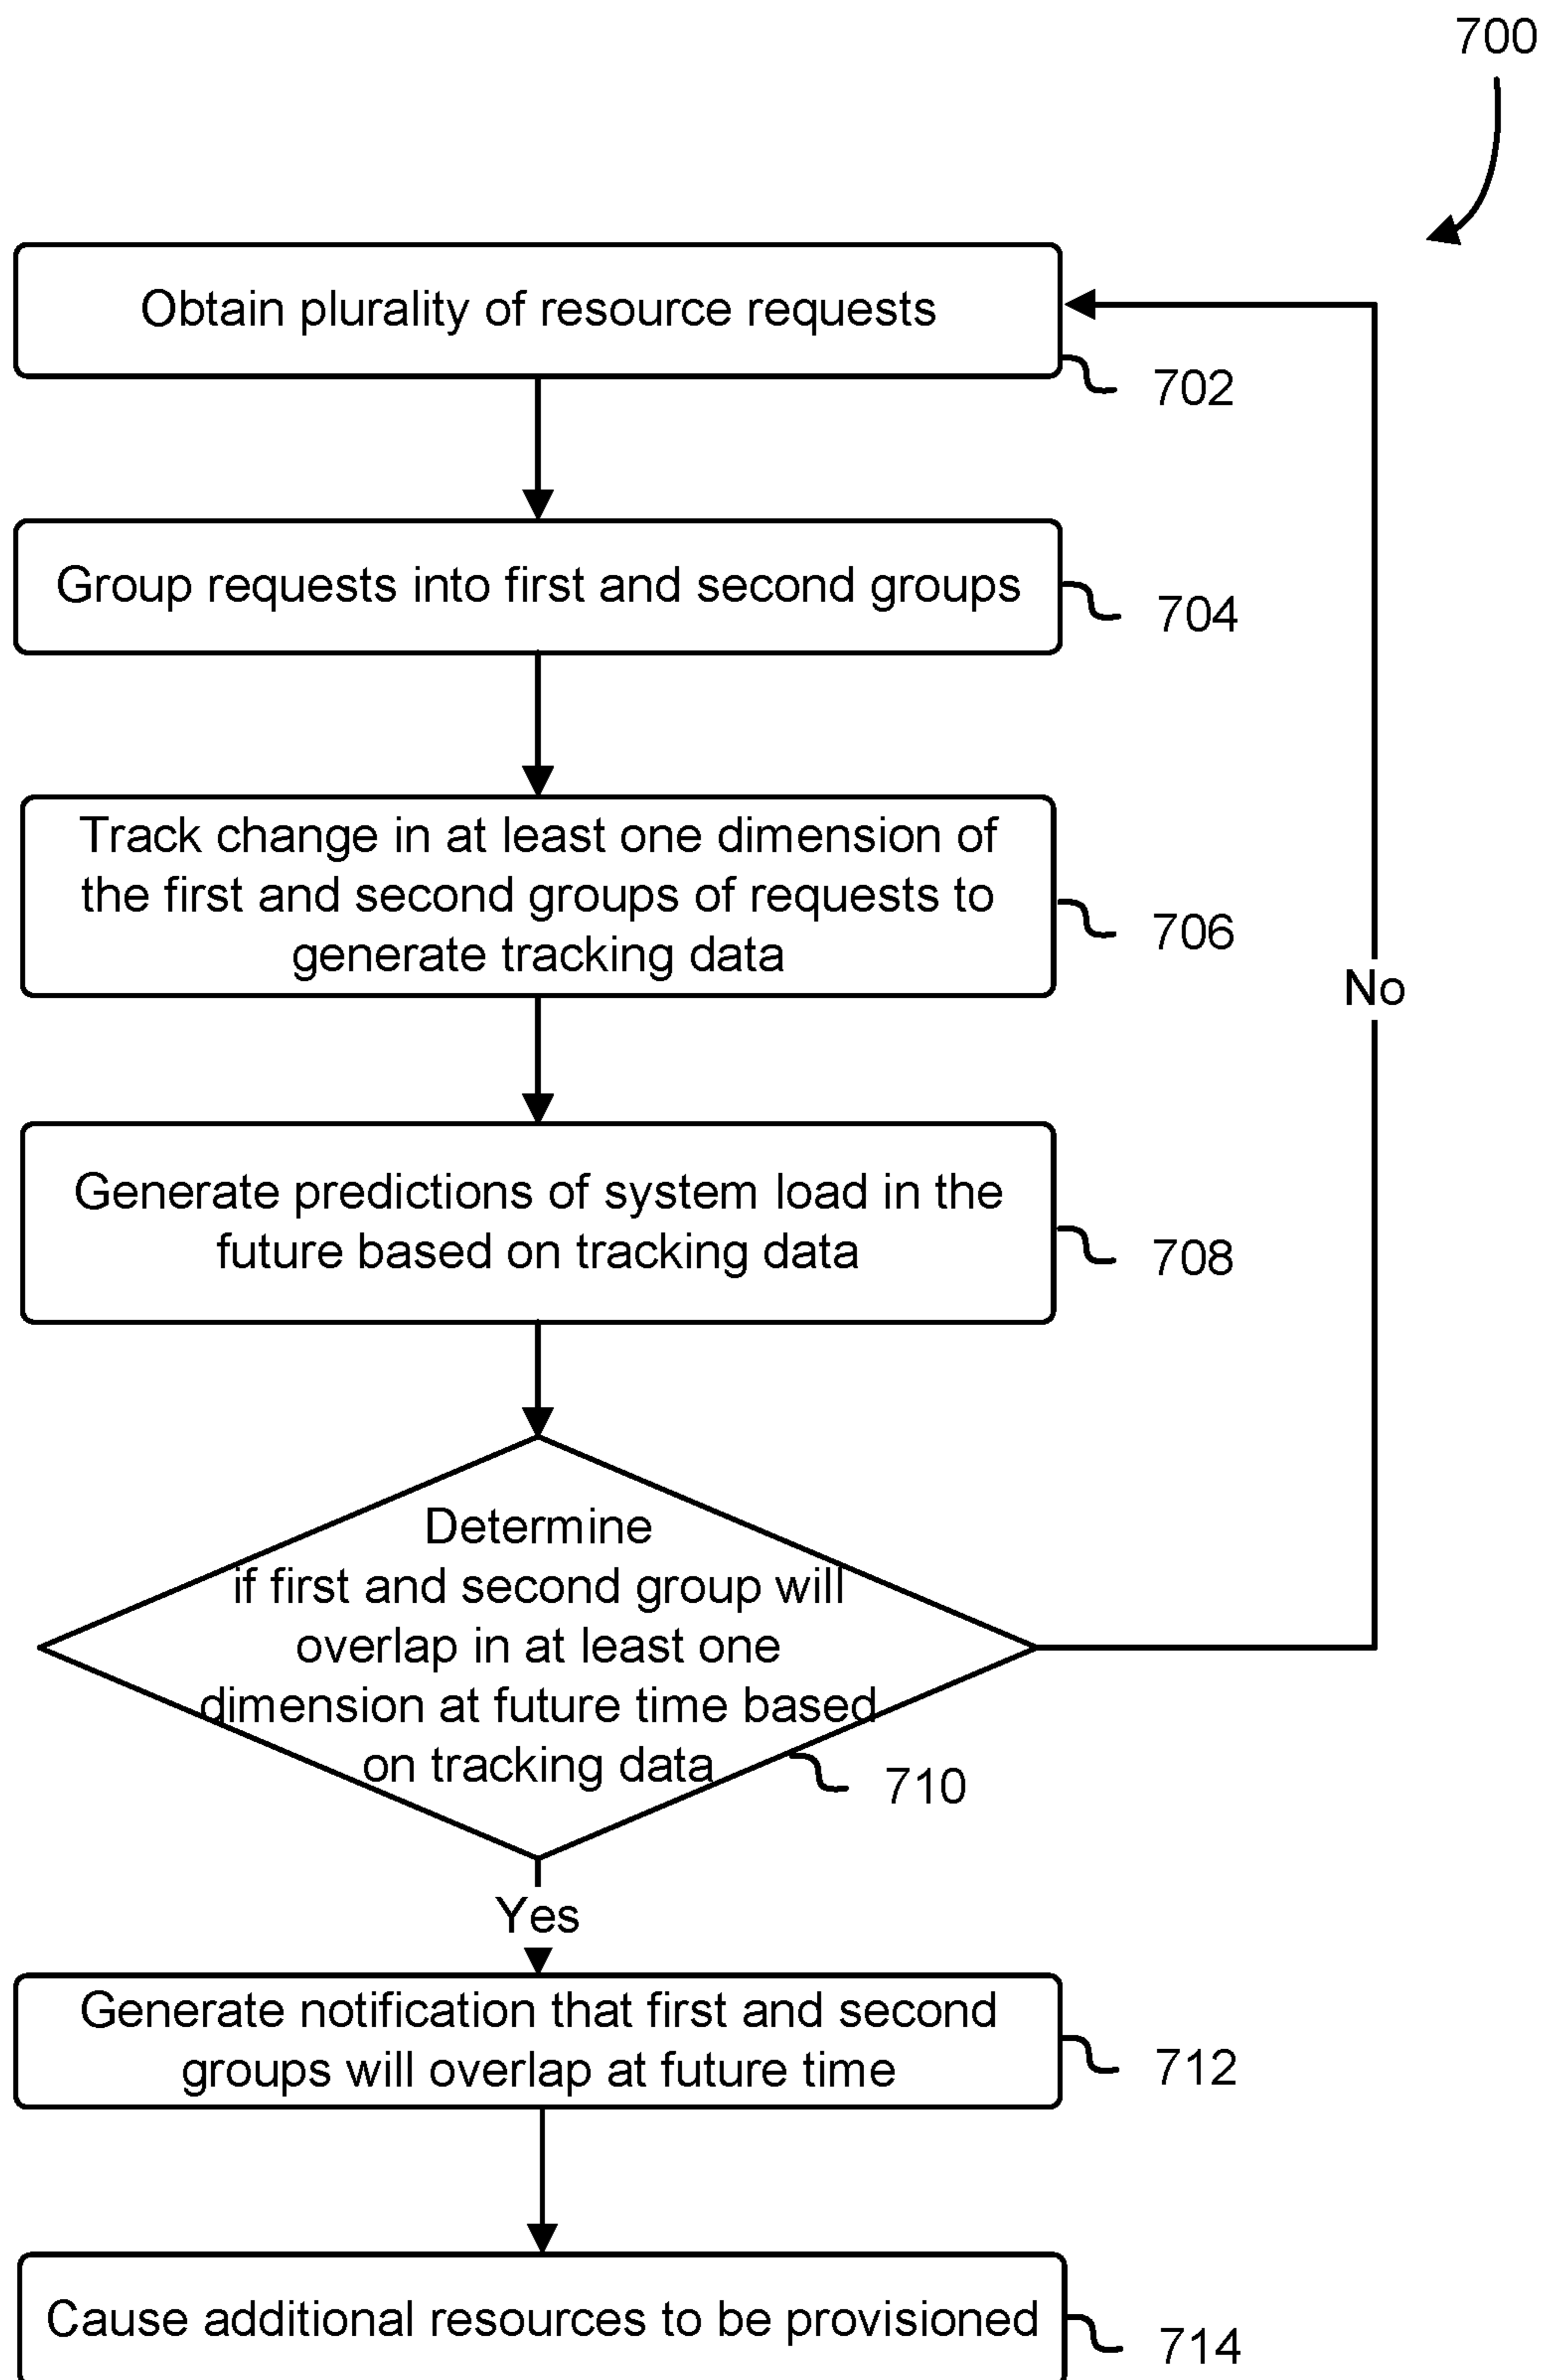 700
Obtain plurality of resource requests
702
Group requests into first and second groups
704
Track change in at least one dimension of
the first and second groups of requests to
generate tracking data
706
No
Generate predictions of system load in the
future based on tracking data
708
Determine
if first and second group will
overlap in at least one
dimension at future time based
on tracking data
710
Yes
Generate notification that first and second
groups will overlap at future time
712
Cause additional resources to be provisioned
714